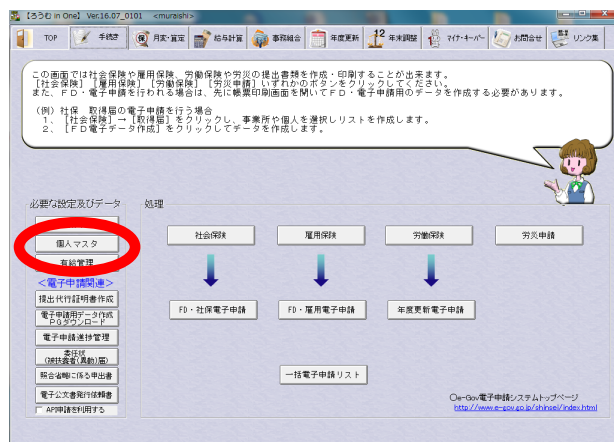 【ろうむ in One】 Ver.16.07_0101 <muraishi>
TOP 手続き 月変・算定 給与計算 事務組合 年度更新 12 年末調整 マイナ・キーパー お問合せ リンク集
この画面では社会保険や雇用保険、労働保険や労災の提出書類を作成・印刷することが出来ます。
[社会保険] [雇用保険] [労働保険] [労災申請] いずれかのボタンをクリックしてください。
また、FD・電子申請を行われる場合は、先に帳票印刷画面を開いてFD・電子申請用のデータを作成する必要があります。
(例) 社保 取得届の電子申請を行う場合
1、 [社会保険] → [取得届] をクリックし、事業所や個人を選択しリストを作成します。
2、 [FD電子データ作成] をクリックしてデータを作成します。
必要な設定及びデータ 処理
個人マスタ
有給管理
<電子申請関連>
提出代行証明書作成
電子申請用データ作成
PGダウンロード
電子申請進捗管理
委任状
(被扶養者(異動)届)
照合省略に係る申出書
電子公文書発行依頼書
API申請を利用する
社会保険 雇用保険 労働保険 労災申請
FD・社保電子申請 FD・雇用電子申請 年度更新電子申請
一括電子申請リスト
○e-Gov電子申請システムトップページ
http://www.e-gov.go.jp/shinsei/index.html